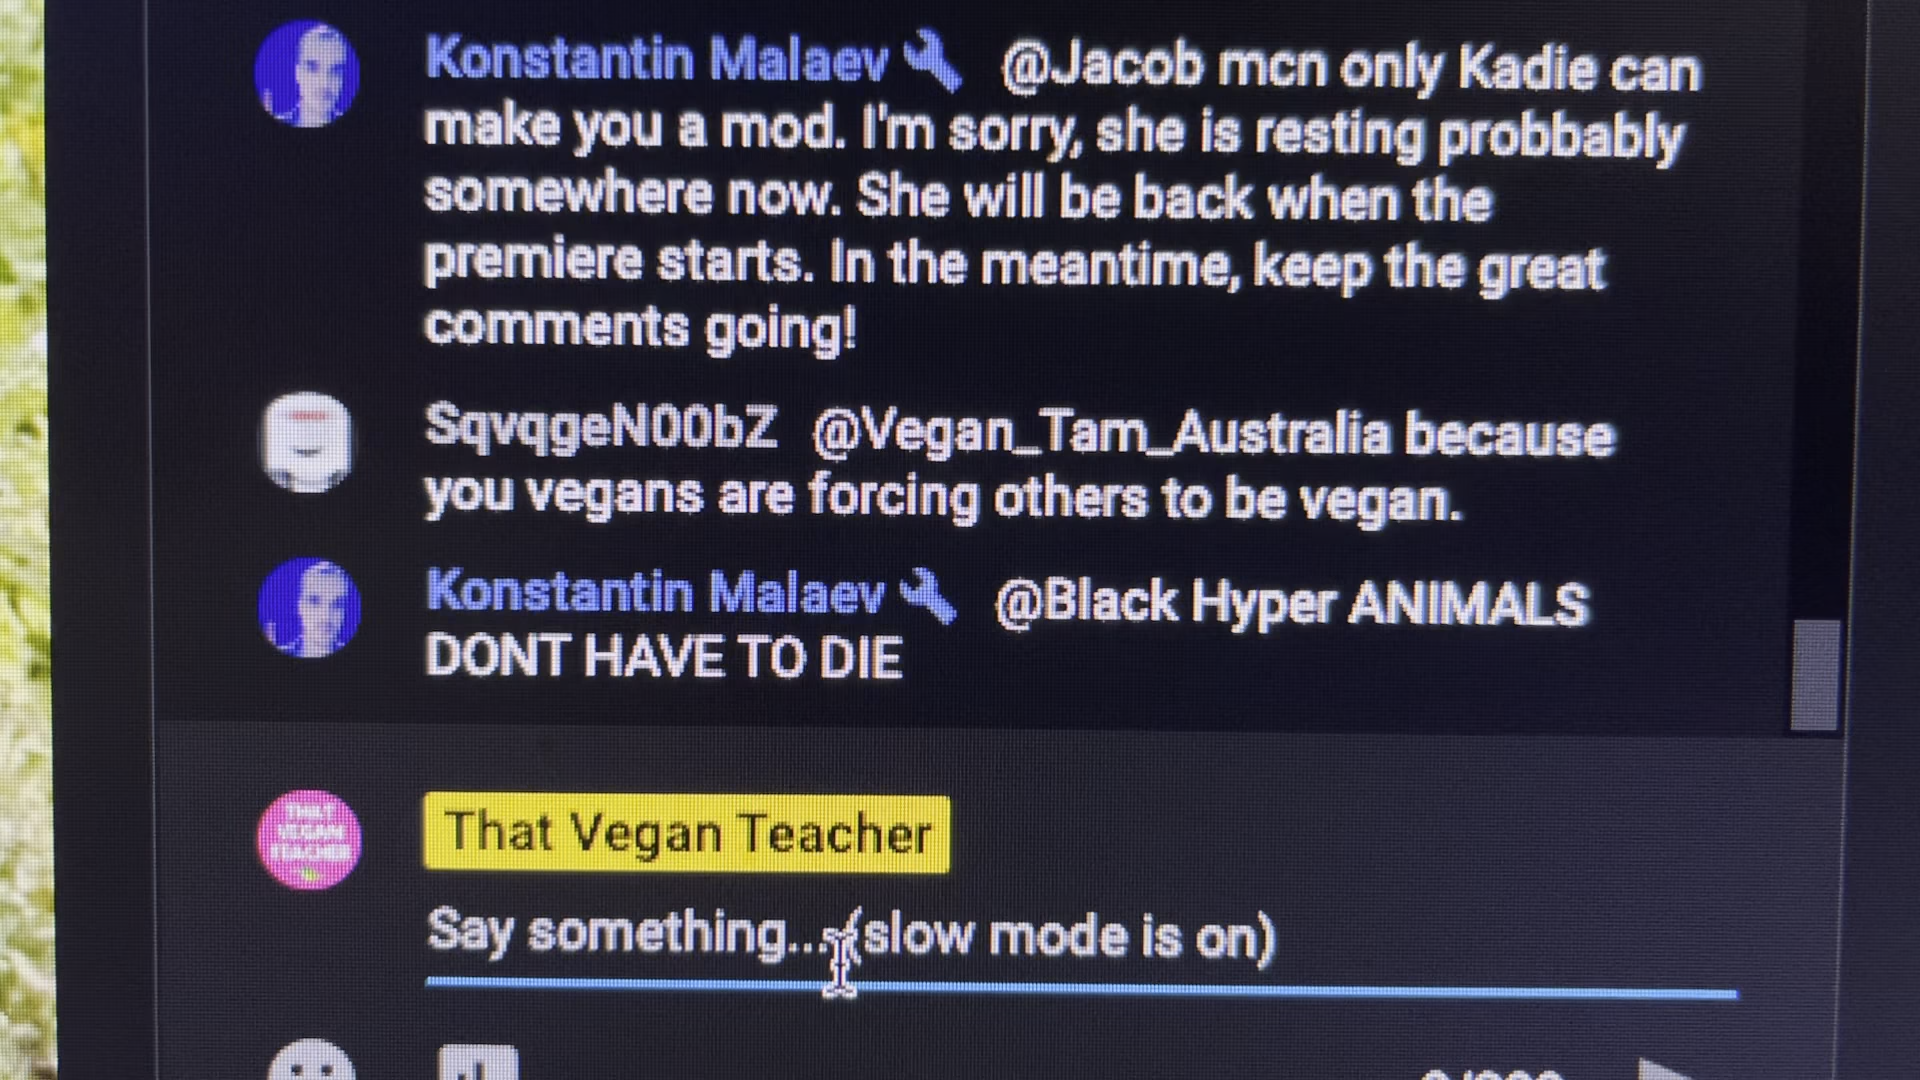 Konstantin Malaev @Jacob mcn only Kadie can
make you a mod. I'm sorry, she is resting probbably
somewhere now. She will be back when the
premiere starts. In the meantime, keep the great
comments going!
SqvqgeN00bZ @Vegan_Tam_Australia because
you vegans are forcing others to be vegan.
Konstantin Malaev @Black Hyper ANIMALS
DONT HAVE TO DIE
THAT
VEGAN
TEACHER
That Vegan Teacher
Say something... (slow mode is on)